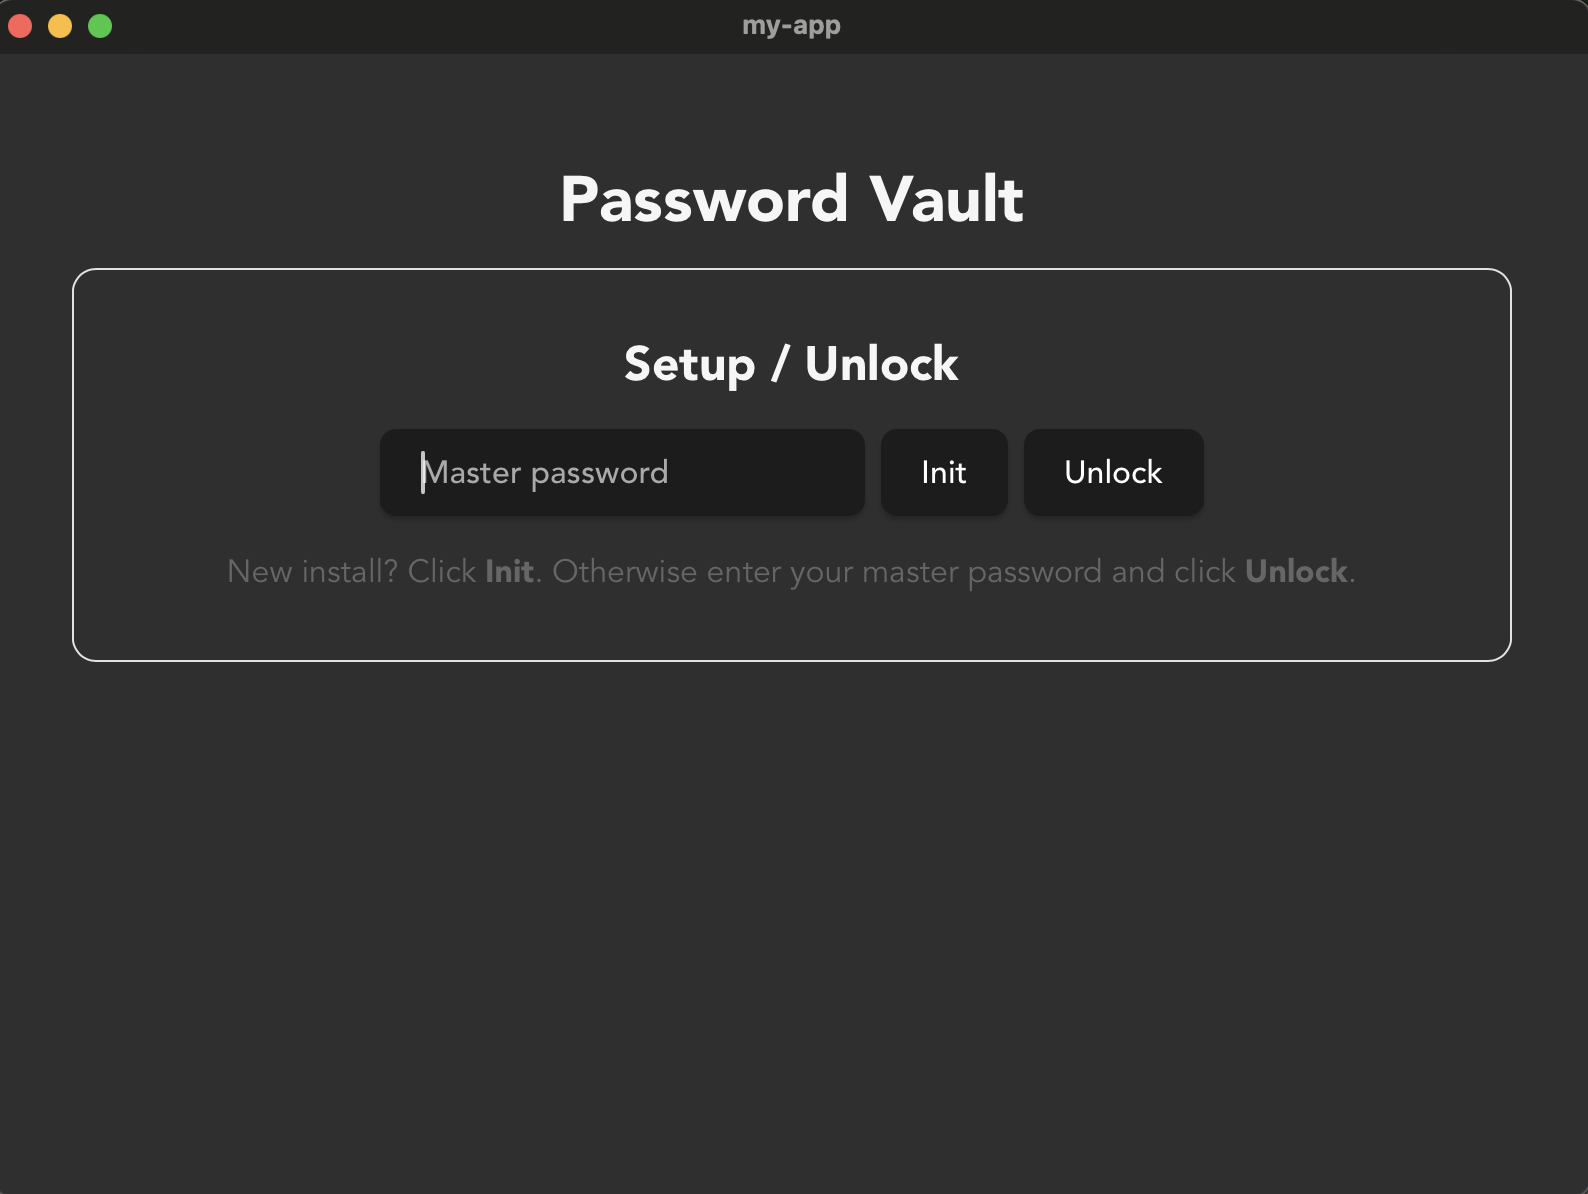 my-app
Password Vault
Setup / Unlock
Master password Init Unlock
New install? Click Init. Otherwise enter your master password and click Unlock.